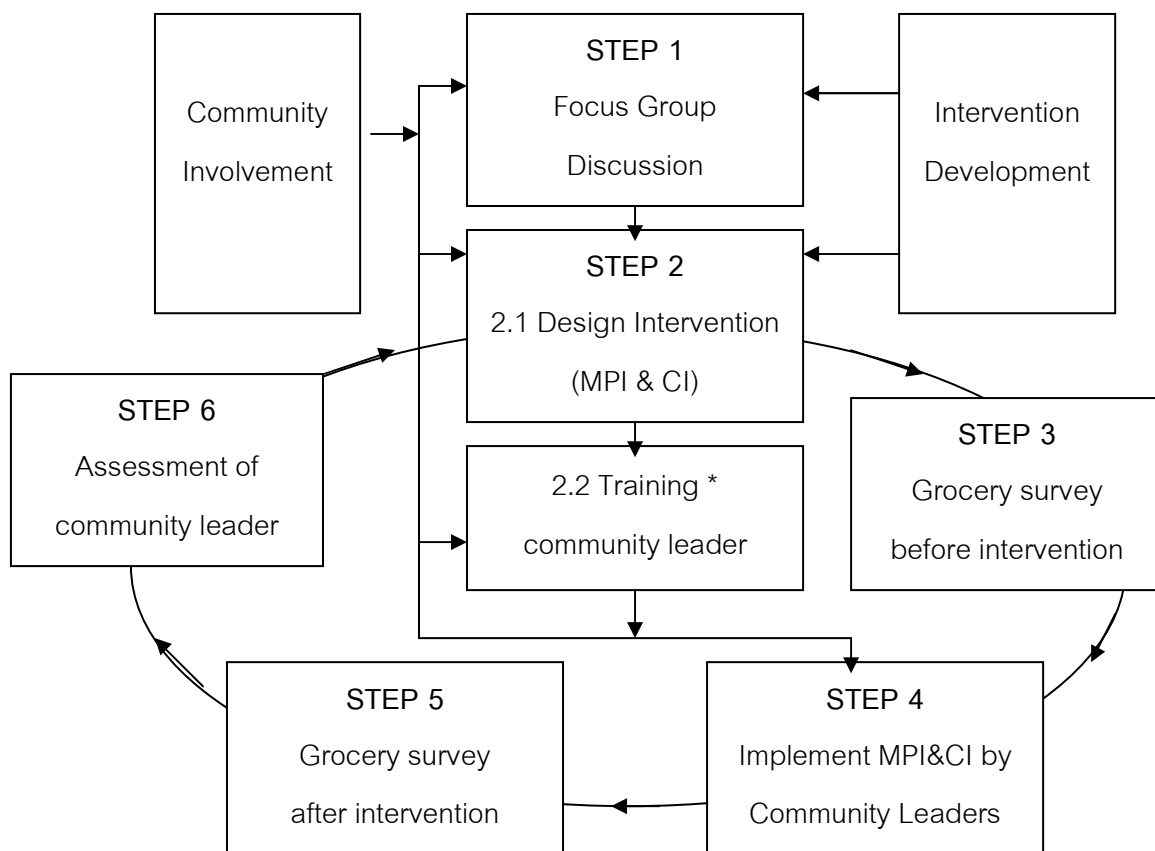 Community
Involvement
STEP 1
Focus Group
Discussion
Intervention
Development
STEP 2
2.1 Design Intervention
(MPI & CI)
2.2 Training *
community leader
STEP 3
Grocery survey
before intervention
STEP 4
Implement MPI&CI by
Community Leaders
STEP 5
Grocery survey
after intervention
STEP 6
Assessment of
community leader